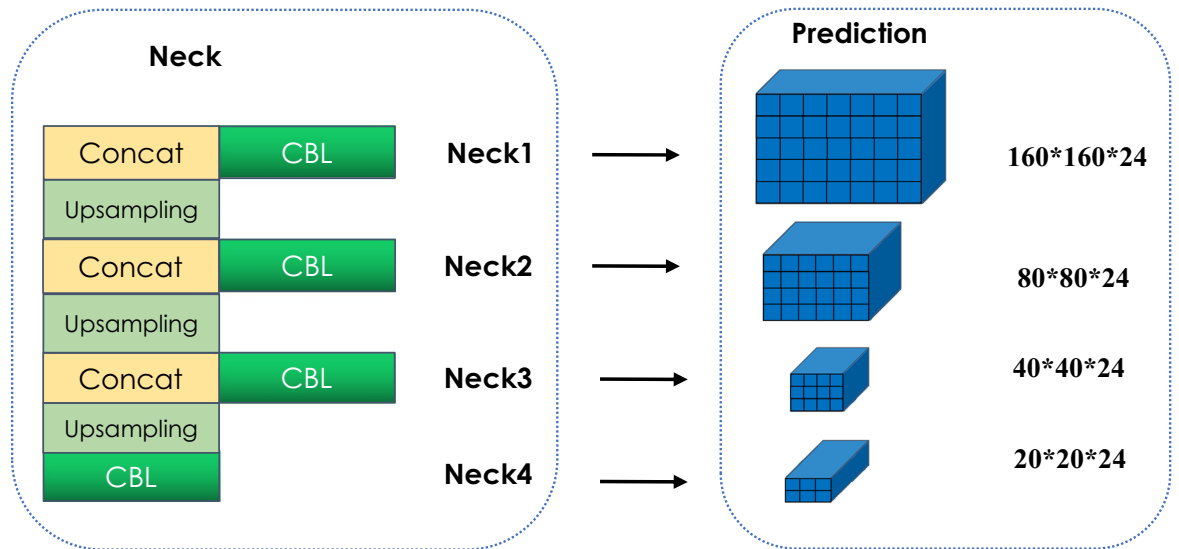 Neck
Concat
CBL
Neck1
Upsampling
Concat
CBL
Neck2
Upsampling
Concat
CBL
Neck3
Upsampling
CBL
Neck4
Prediction
160*160*24
80*80*24
40*40*24
20*20*24